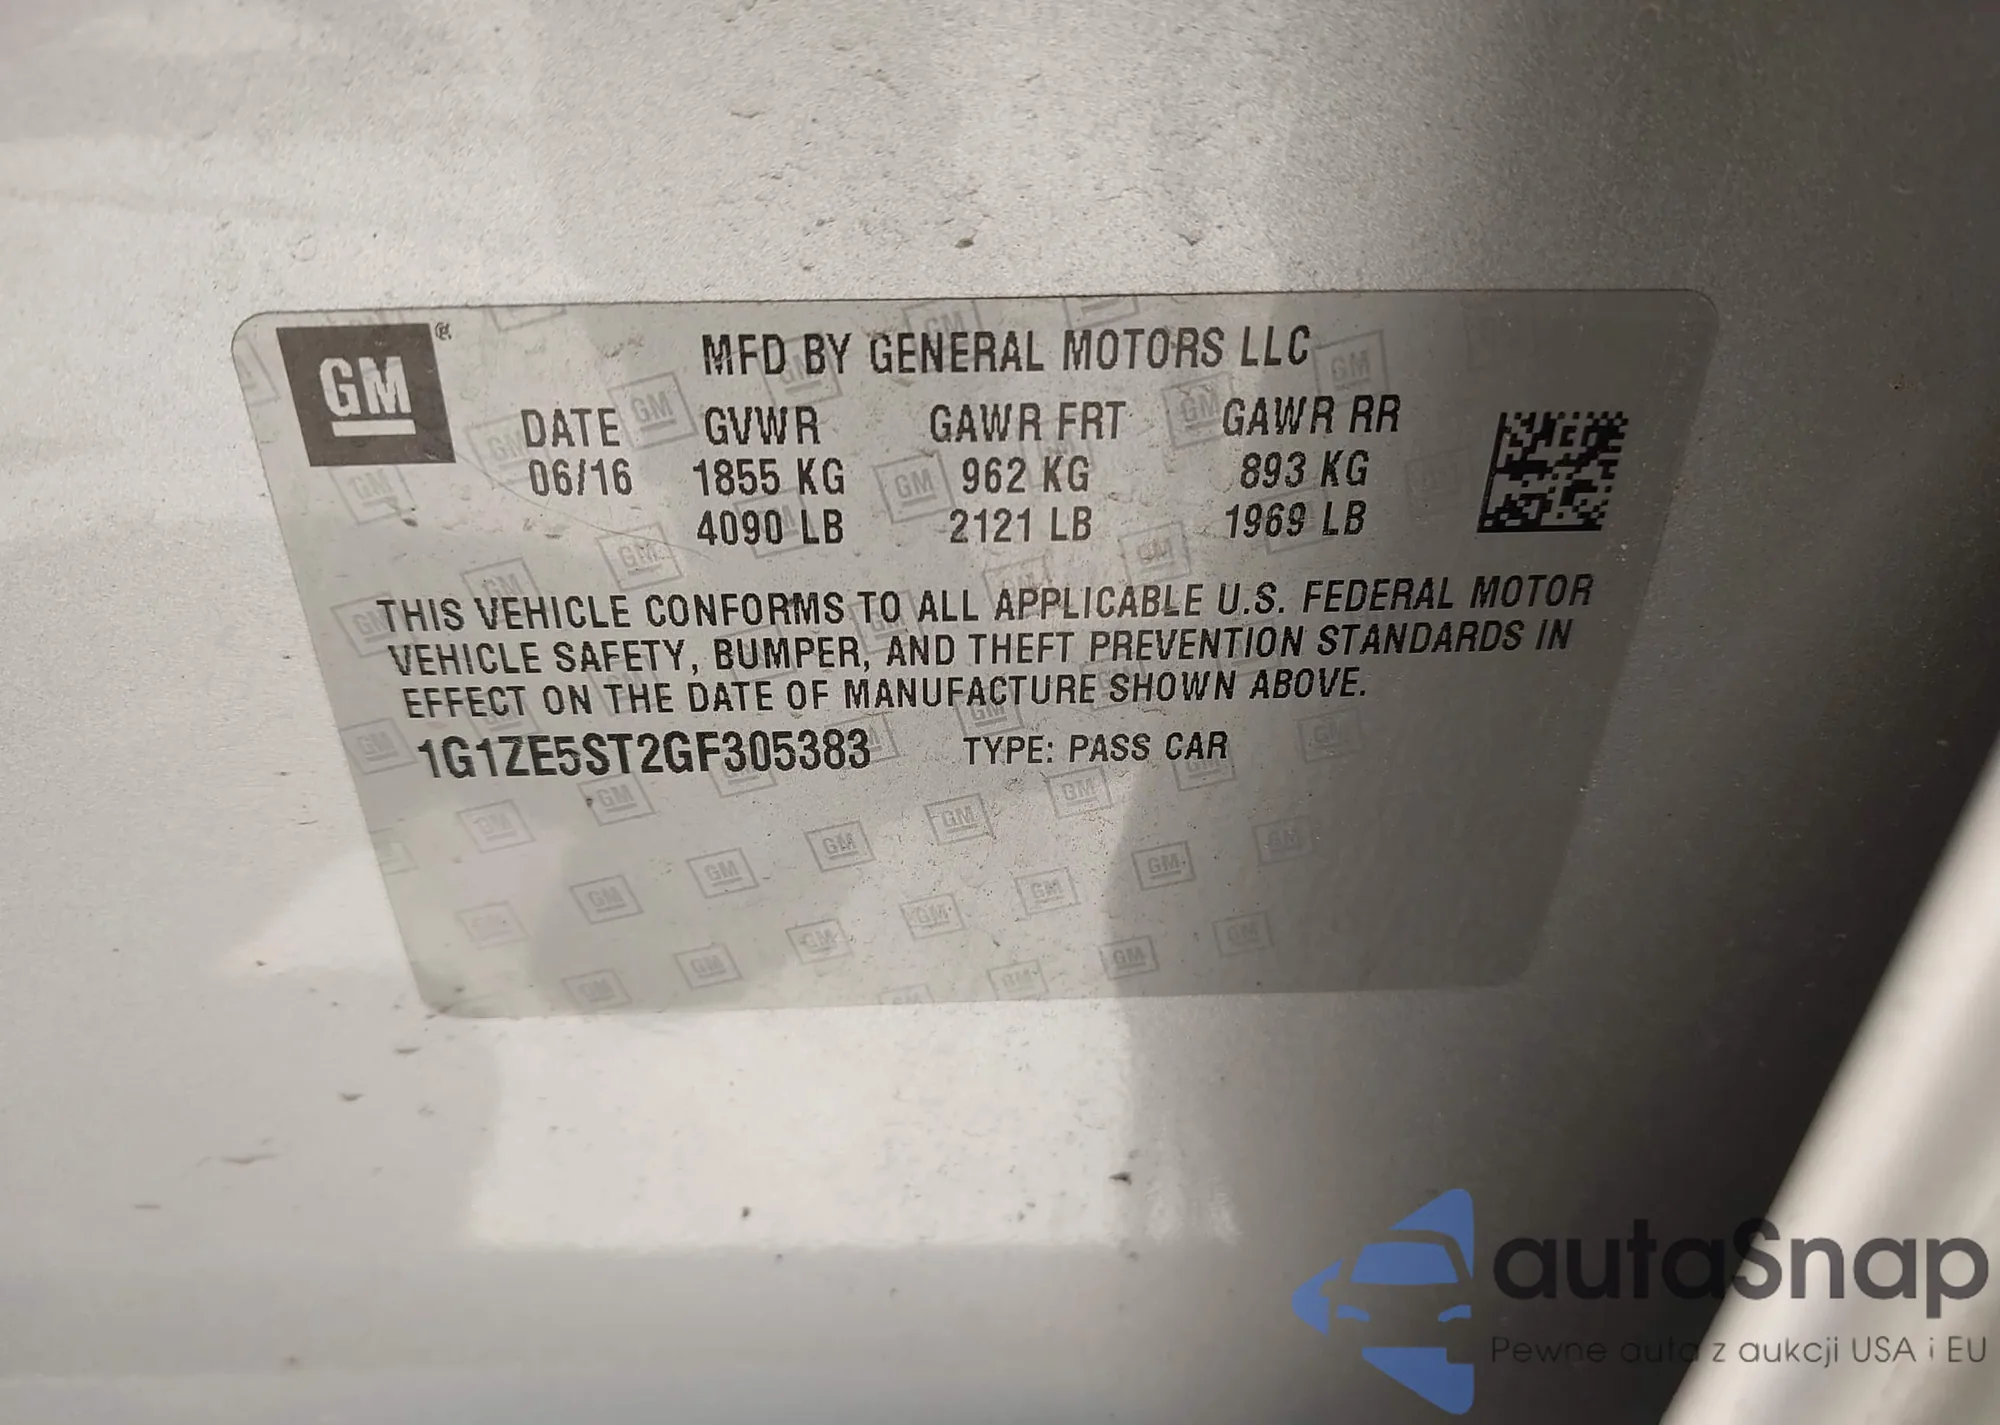 GM ®
MFD BY GENERAL MOTORS LLC
DATE GVWR GAWR FRT GAWR RR
06/16 1855 KG 962 KG 893 KG
4090 LB 2121 LB 1969 LB
THIS VEHICLE CONFORMS TO ALL APPLICABLE U.S. FEDERAL MOTOR
VEHICLE SAFETY, BUMPER, AND THEFT PREVENTION STANDARDS IN
EFFECT ON THE DATE OF MANUFACTURE SHOWN ABOVE.
1G1ZE5ST2GF305383 TYPE: PASS CAR
autaSnap
Pewne auta z aukcji USA i EU